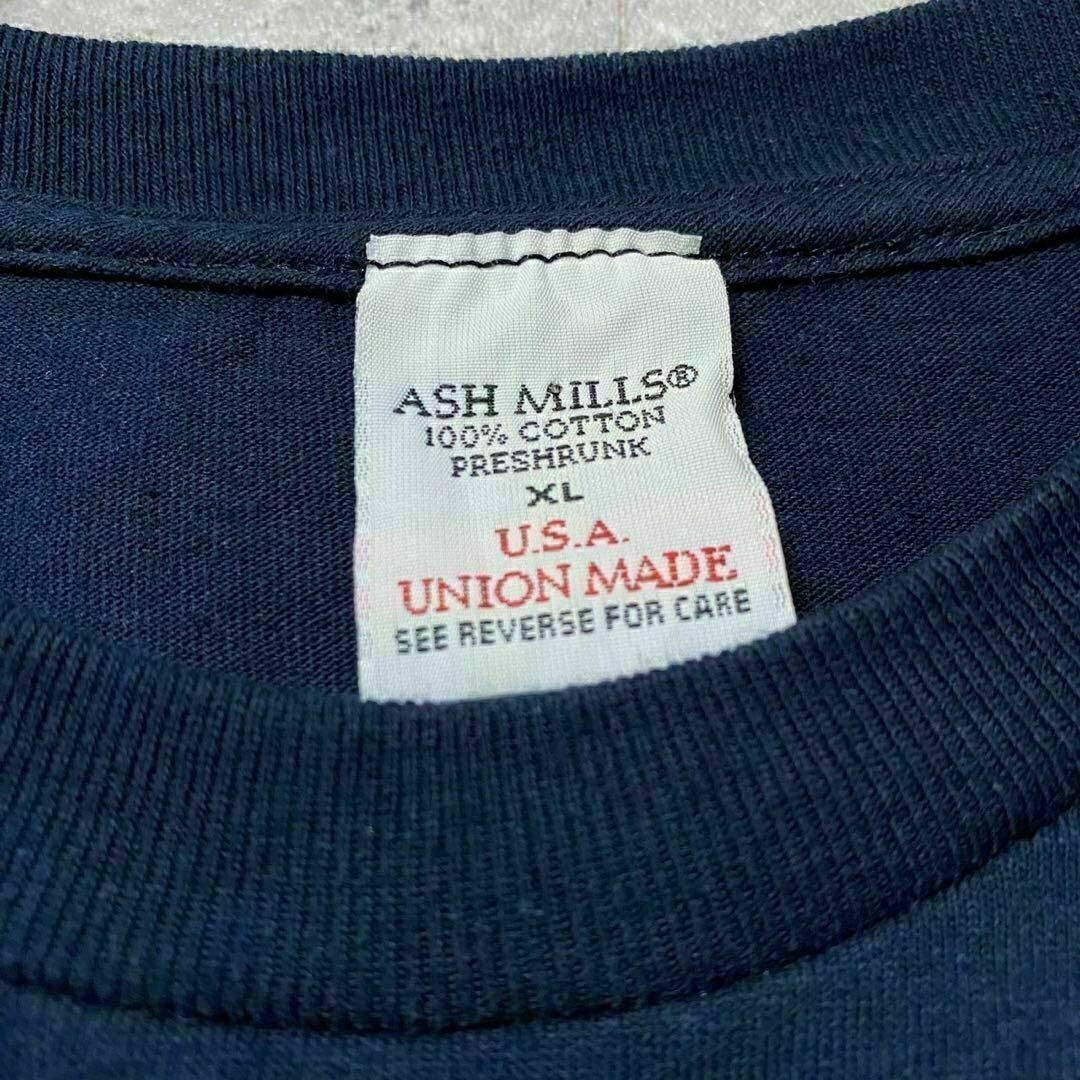 ASH MILLS®
100% COTTON
PRESHRUNK
XL
U.S.A.
UNION MADE
SEE REVERSE FOR CARE